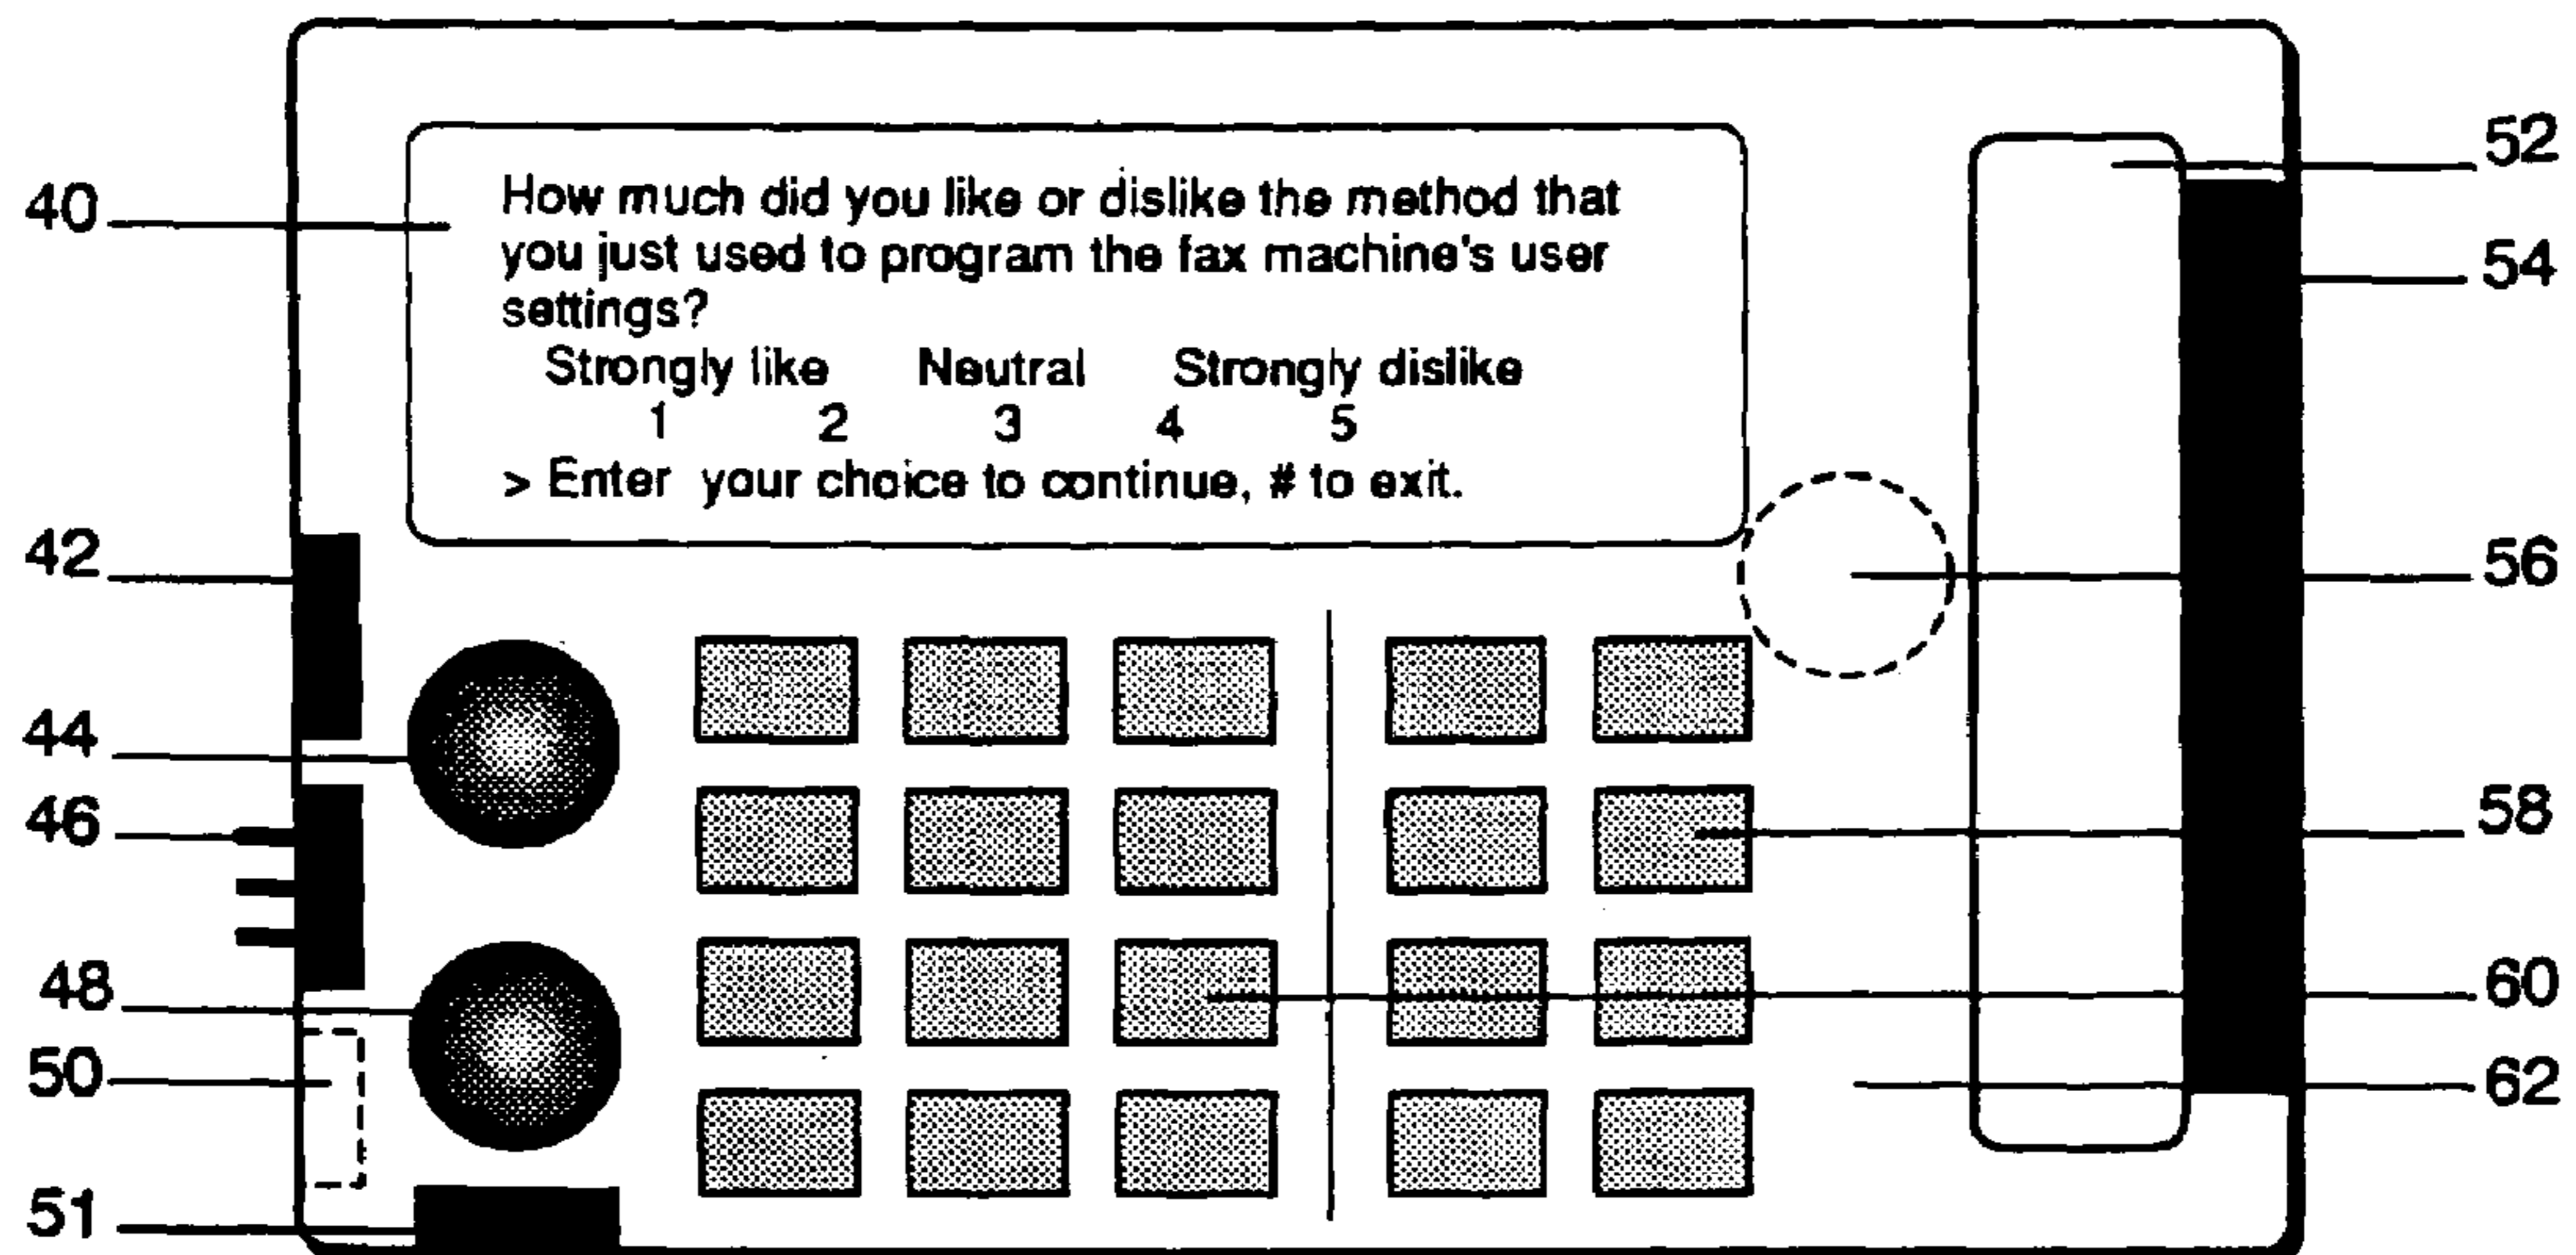 How much did you like or dislike the method that
you just used to program the fax machine's user
settings?
Strongly like Neutral Strongly dislike
1 2 3 4 5
> Enter your choice to continue, # to exit.
40
42
44
46
48
50
51
52
54
56
58
60
62